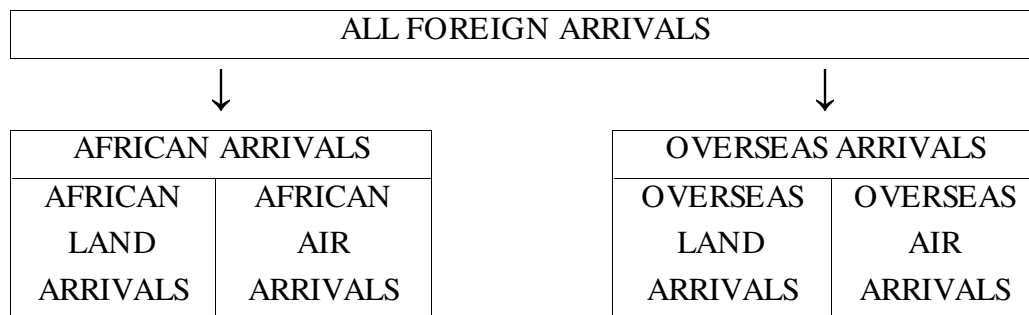 ALL FOREIGN ARRIVALS
AFRICAN ARRIVALS
AFRICAN
LAND
ARRIVALS
AFRICAN
AIR
ARRIVALS
OVERSEAS ARRIVALS
OVERSEAS
LAND
ARRIVALS
OVERSEAS
AIR
ARRIVALS